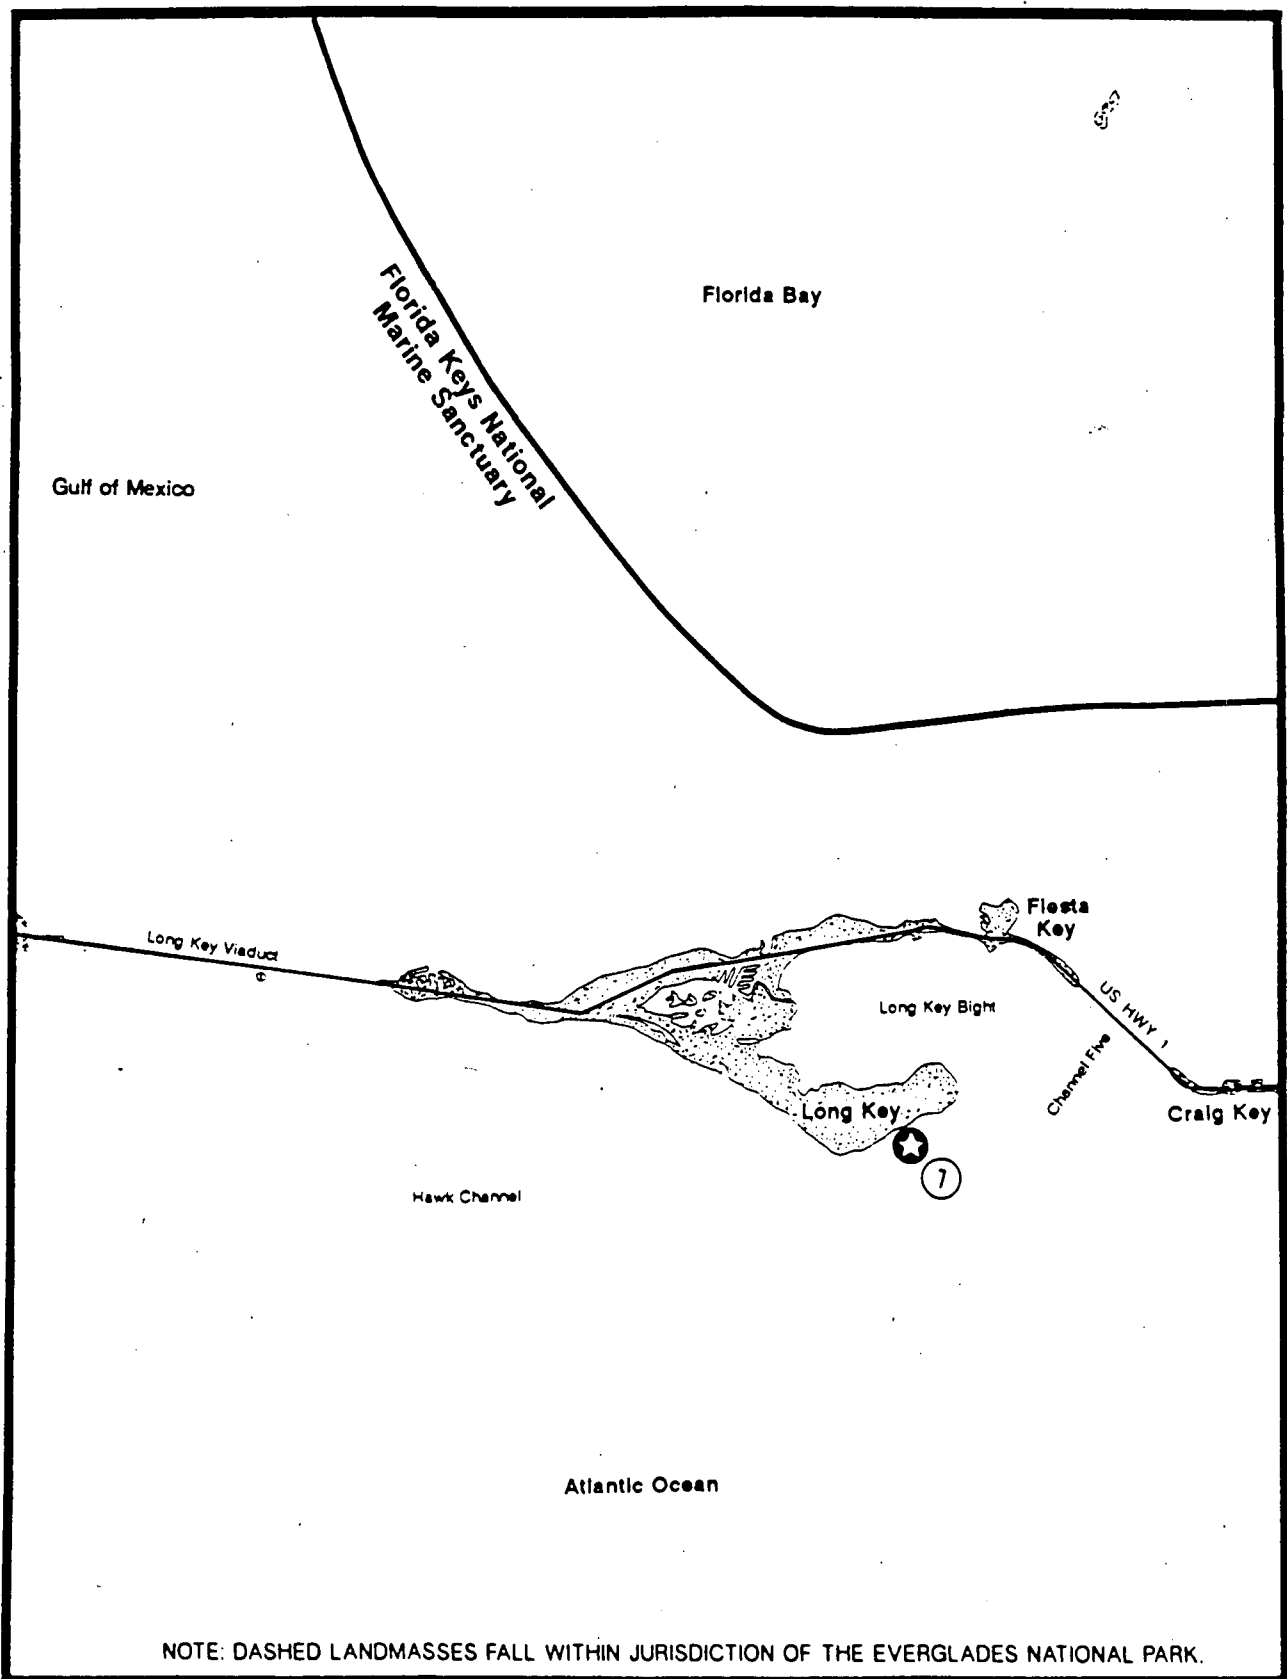 Florida Bay
Florida Keys National
Marine Sanctuary
Gulf of Mexico
Fiesta
Key
Long Key Viaduct
Long Key Bight
US HWY 1
Channel Five
Long Key
Craig Key
7
Hawk Channel
Atlantic Ocean
NOTE: DASHED LANDMASSES FALL WITHIN JURISDICTION OF THE EVERGLADES NATIONAL PARK.